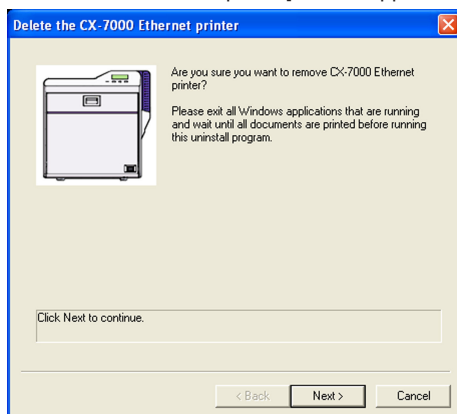 Delete the CX-7000 Ethernet printer
Are you sure you want to remove CX-7000 Ethernet
printer?
Please exit all Windows applications that are running
and wait until all documents are printed before running
this uninstall program.
Click Next to continue.
< Back
Next >
Cancel